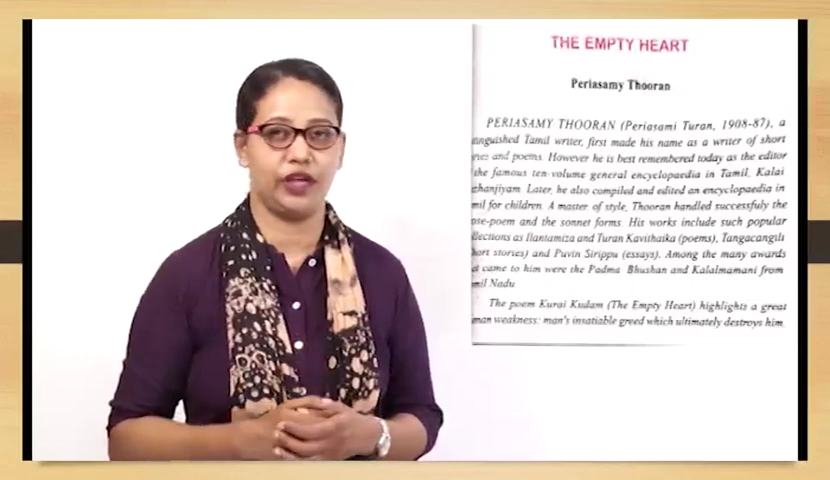 THE EMPTY HEART
Periasamy Thooran
PERIASAMY THOORAN (Periasami Turan, 1908-87), a
tinguished Tamil writer, first made his name as a writer of short
and poems. However he is best remembered today as the editor
the famous ten-volume general encyclopaedia in Tamil, Kalai
zhanjiyam. Later, he also compiled and edited an encyclopaedia in
mil for children. A master of style, Thooran handled successfuly the
ose-poem and the sonnet forms. His works include such popular
llections as Ilantamiza and Turan Kavithaika (poems), Tangacangili
hort stories) and Puvin Sirippu (essays). Among the many awards
at came to him were the Padma Bhushan and Kalalmamani from
mil Nadu
The poem Kurai Kudam (The Empty Heart) highlights a great
man weakness: man's insatiable greed which ultimately destroys him.